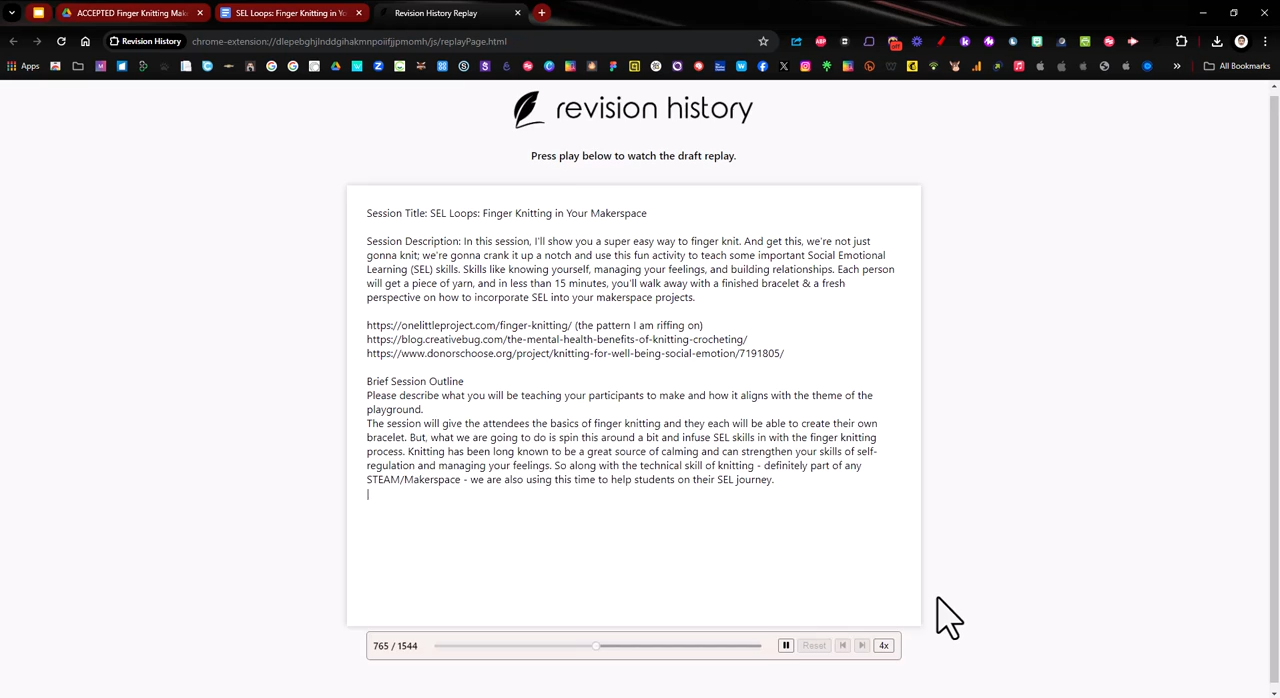 ACCEPTED Finger Knitting Make
SEL Loops: Finger Knitting in Yo
Revision History Replay
Revision History
chrome-extension://dlepebghjlnddgihakmnpoiifjjpmomh/js/replayPage.html
off
Apps
All Bookmarks
revision history
Press play below to watch the draft replay.
Session Title: SEL Loops: Finger Knitting in Your Makerspace
Session Description: In this session, I'll show you a super easy way to finger knit. And get this, we're not just
gonna knit; we're gonna crank it up a notch and use this fun activity to teach some important Social Emotional
Learning (SEL) skills. Skills like knowing yourself, managing your feelings, and building relationships. Each person
will get a piece of yarn, and in less than 15 minutes, you'll walk away with a finished bracelet & a fresh
perspective on how to incorporate SEL into your makerspace projects.
https://onelittleproject.com/finger-knitting/ (the pattern I am riffing on)
https://blog.creativebug.com/the-mental-health-benefits-of-knitting-crocheting/
https://www.donorschoose.org/project/knitting-for-well-being-social-emotion/7191805/
Brief Session Outline
Please describe what you will be teaching your participants to make and how it aligns with the theme of the
playground.
The session will give the attendees the basics of finger knitting and they each will be able to create their own
bracelet. But, what we are going to do is spin this around a bit and infuse SEL skills in with the finger knitting
process. Knitting has been long known to be a great source of calming and can strengthen your skills of self-
regulation and managing your feelings. So along with the technical skill of knitting - definitely part of any
STEAM/Makerspace - we are also using this time to help students on their SEL journey.
765 / 1544
Reset
4x